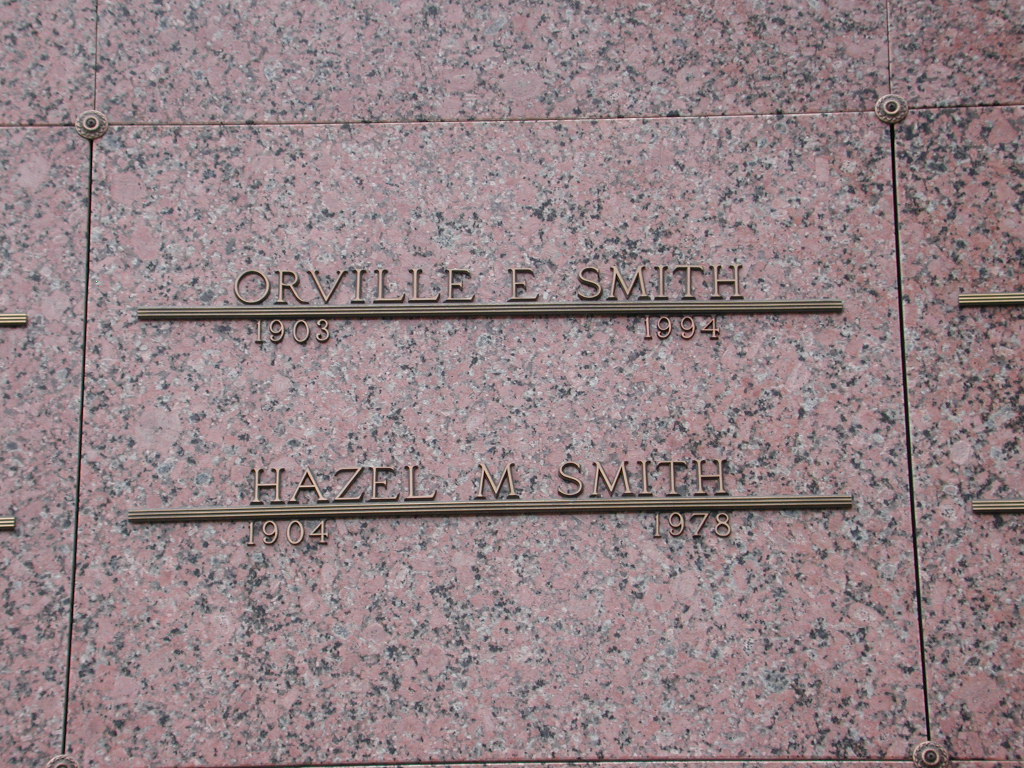 ORVILLE E SMITH
1903 1994
HAZEL M SMITH
1904 1978